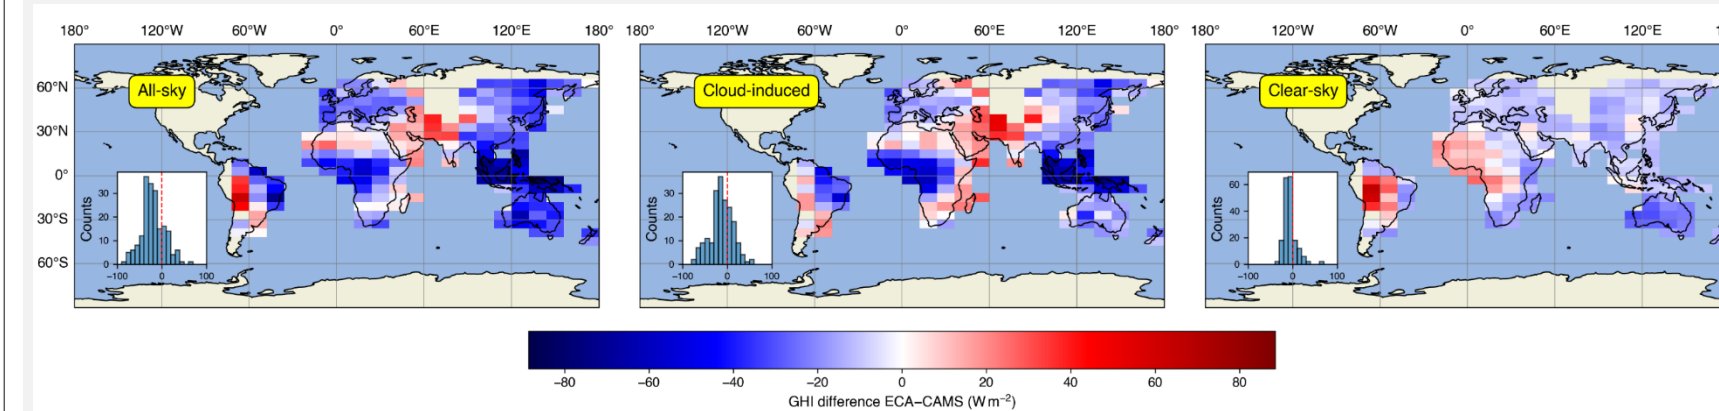 180° 120°W 60°W 0° 60°E 120°E 180° 180° 120°W 60°W 0° 60°E 120°E 180° 180° 120°W 60°W 0° 60°E 120°E
60°N
30°N
0°
30°S
60°S
All-sky
Cloud-induced
Clear-sky
Counts
30
20
10
0
−100 0 100
Counts
30
20
10
0
−100 0 100
Counts
60
40
20
0
−100 0 100
−80 −60 −40 −20 0 20 40 60 80
GHI difference ECA−CAMS (W m⁻²)